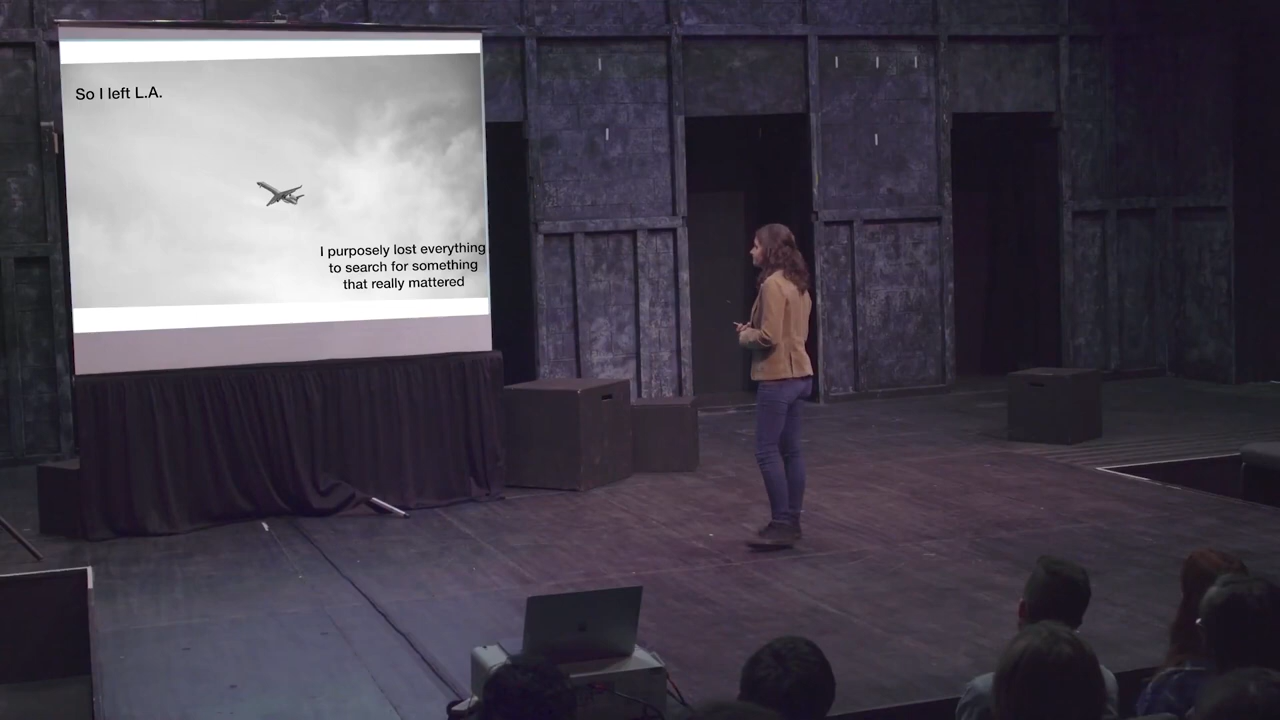 So I left L.A.
I purposely lost everything
to search for something
that really mattered